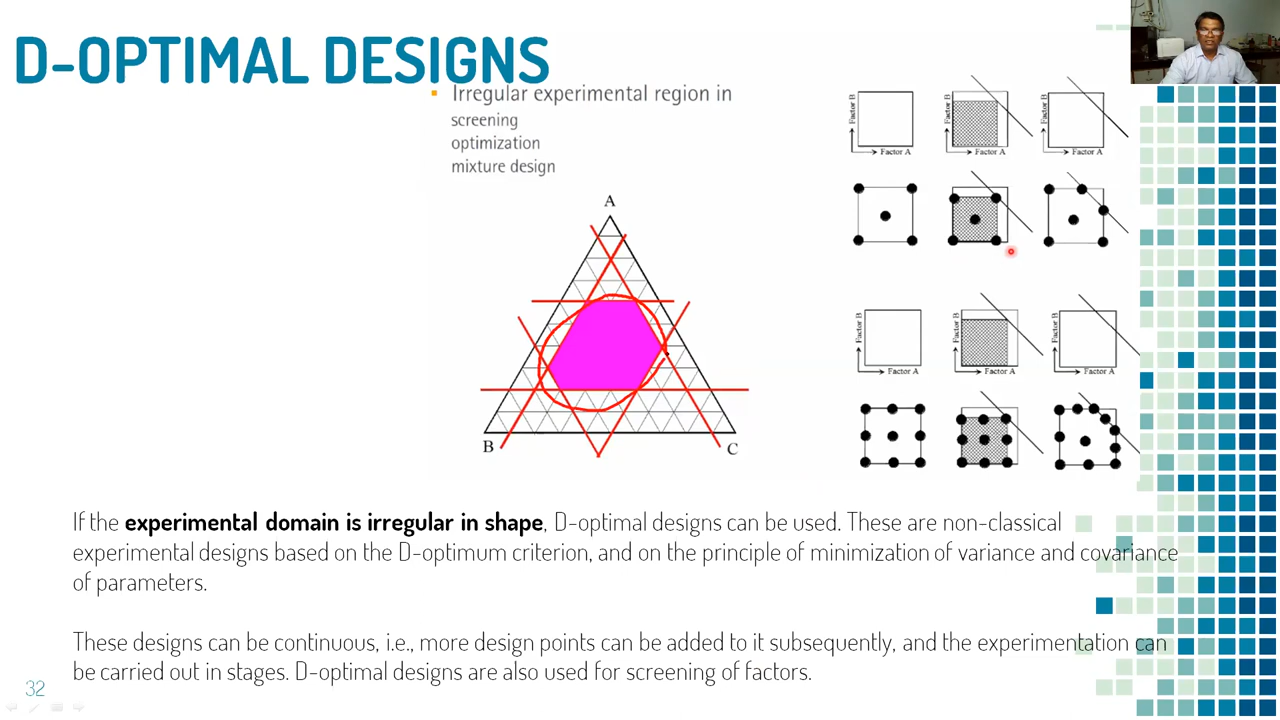 D-OPTIMAL DESIGNS
Irregular experimental region in
screening
optimization
mixture design
A
B
C
Factor B
Factor A
Factor B
Factor A
Factor B
Factor A
Factor B
Factor A
Factor B
Factor A
Factor B
Factor A
If the experimental domain is irregular in shape, D-optimal designs can be used. These are non-classical
experimental designs based on the D-optimum criterion, and on the principle of minimization of variance and covariance
of parameters.
These designs can be continuous, i.e., more design points can be added to it subsequently, and the experimentation can
be carried out in stages. D-optimal designs are also used for screening of factors.
32